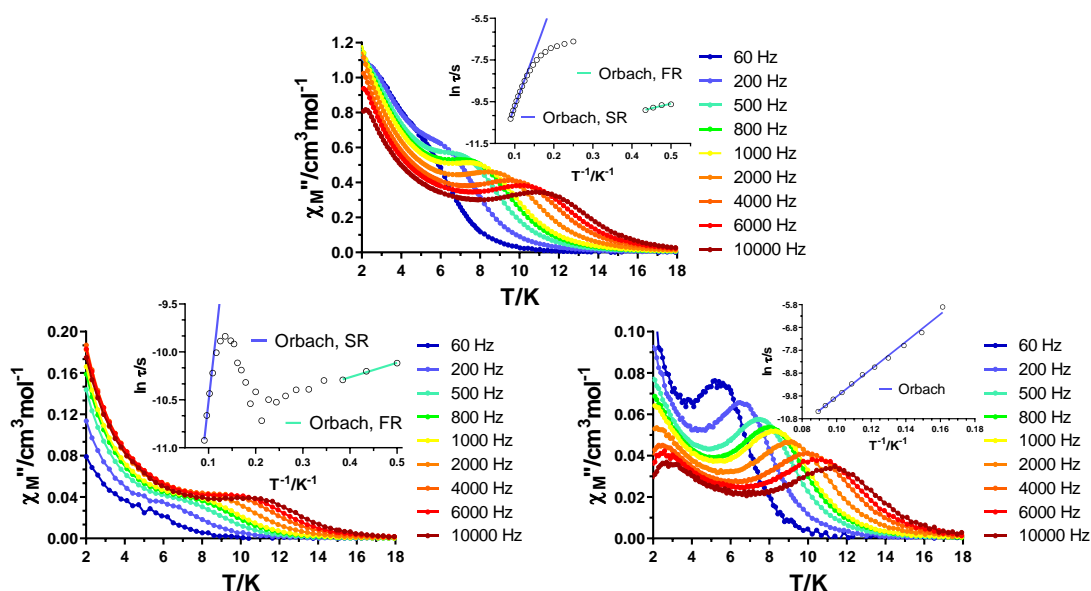 χM''/cm³mol⁻¹
1.2
1.0
0.8
0.6
0.4
0.2
0.0
2 4 6 8 10 12 14 16 18
T/K
ln τ/s
-5.5
-7.5
-9.5
-11.5
0.1 0.2 0.3 0.4 0.5
T⁻¹/K⁻¹
Orbach, FR
Orbach, SR
60 Hz
200 Hz
500 Hz
800 Hz
1000 Hz
2000 Hz
4000 Hz
6000 Hz
10000 Hz
χM''/cm³mol⁻¹
0.20
0.16
0.12
0.08
0.04
0.00
2 4 6 8 10 12 14 16 18
T/K
ln τ/s
-9.5
-10.0
-10.5
-11.0
0.1 0.2 0.3 0.4 0.5
T⁻¹/K⁻¹
Orbach, SR
Orbach, FR
60 Hz
200 Hz
500 Hz
800 Hz
1000 Hz
2000 Hz
4000 Hz
6000 Hz
10000 Hz
χM''/cm³mol⁻¹
0.10
0.08
0.06
0.04
0.02
0.00
2 4 6 8 10 12 14 16 18
T/K
ln τ/s
-5.8
-6.8
-7.8
-8.8
-9.8
-10.8
0.08 0.10 0.12 0.14 0.16 0.18
T⁻¹/K⁻¹
Orbach
60 Hz
200 Hz
500 Hz
800 Hz
1000 Hz
2000 Hz
4000 Hz
6000 Hz
10000 Hz